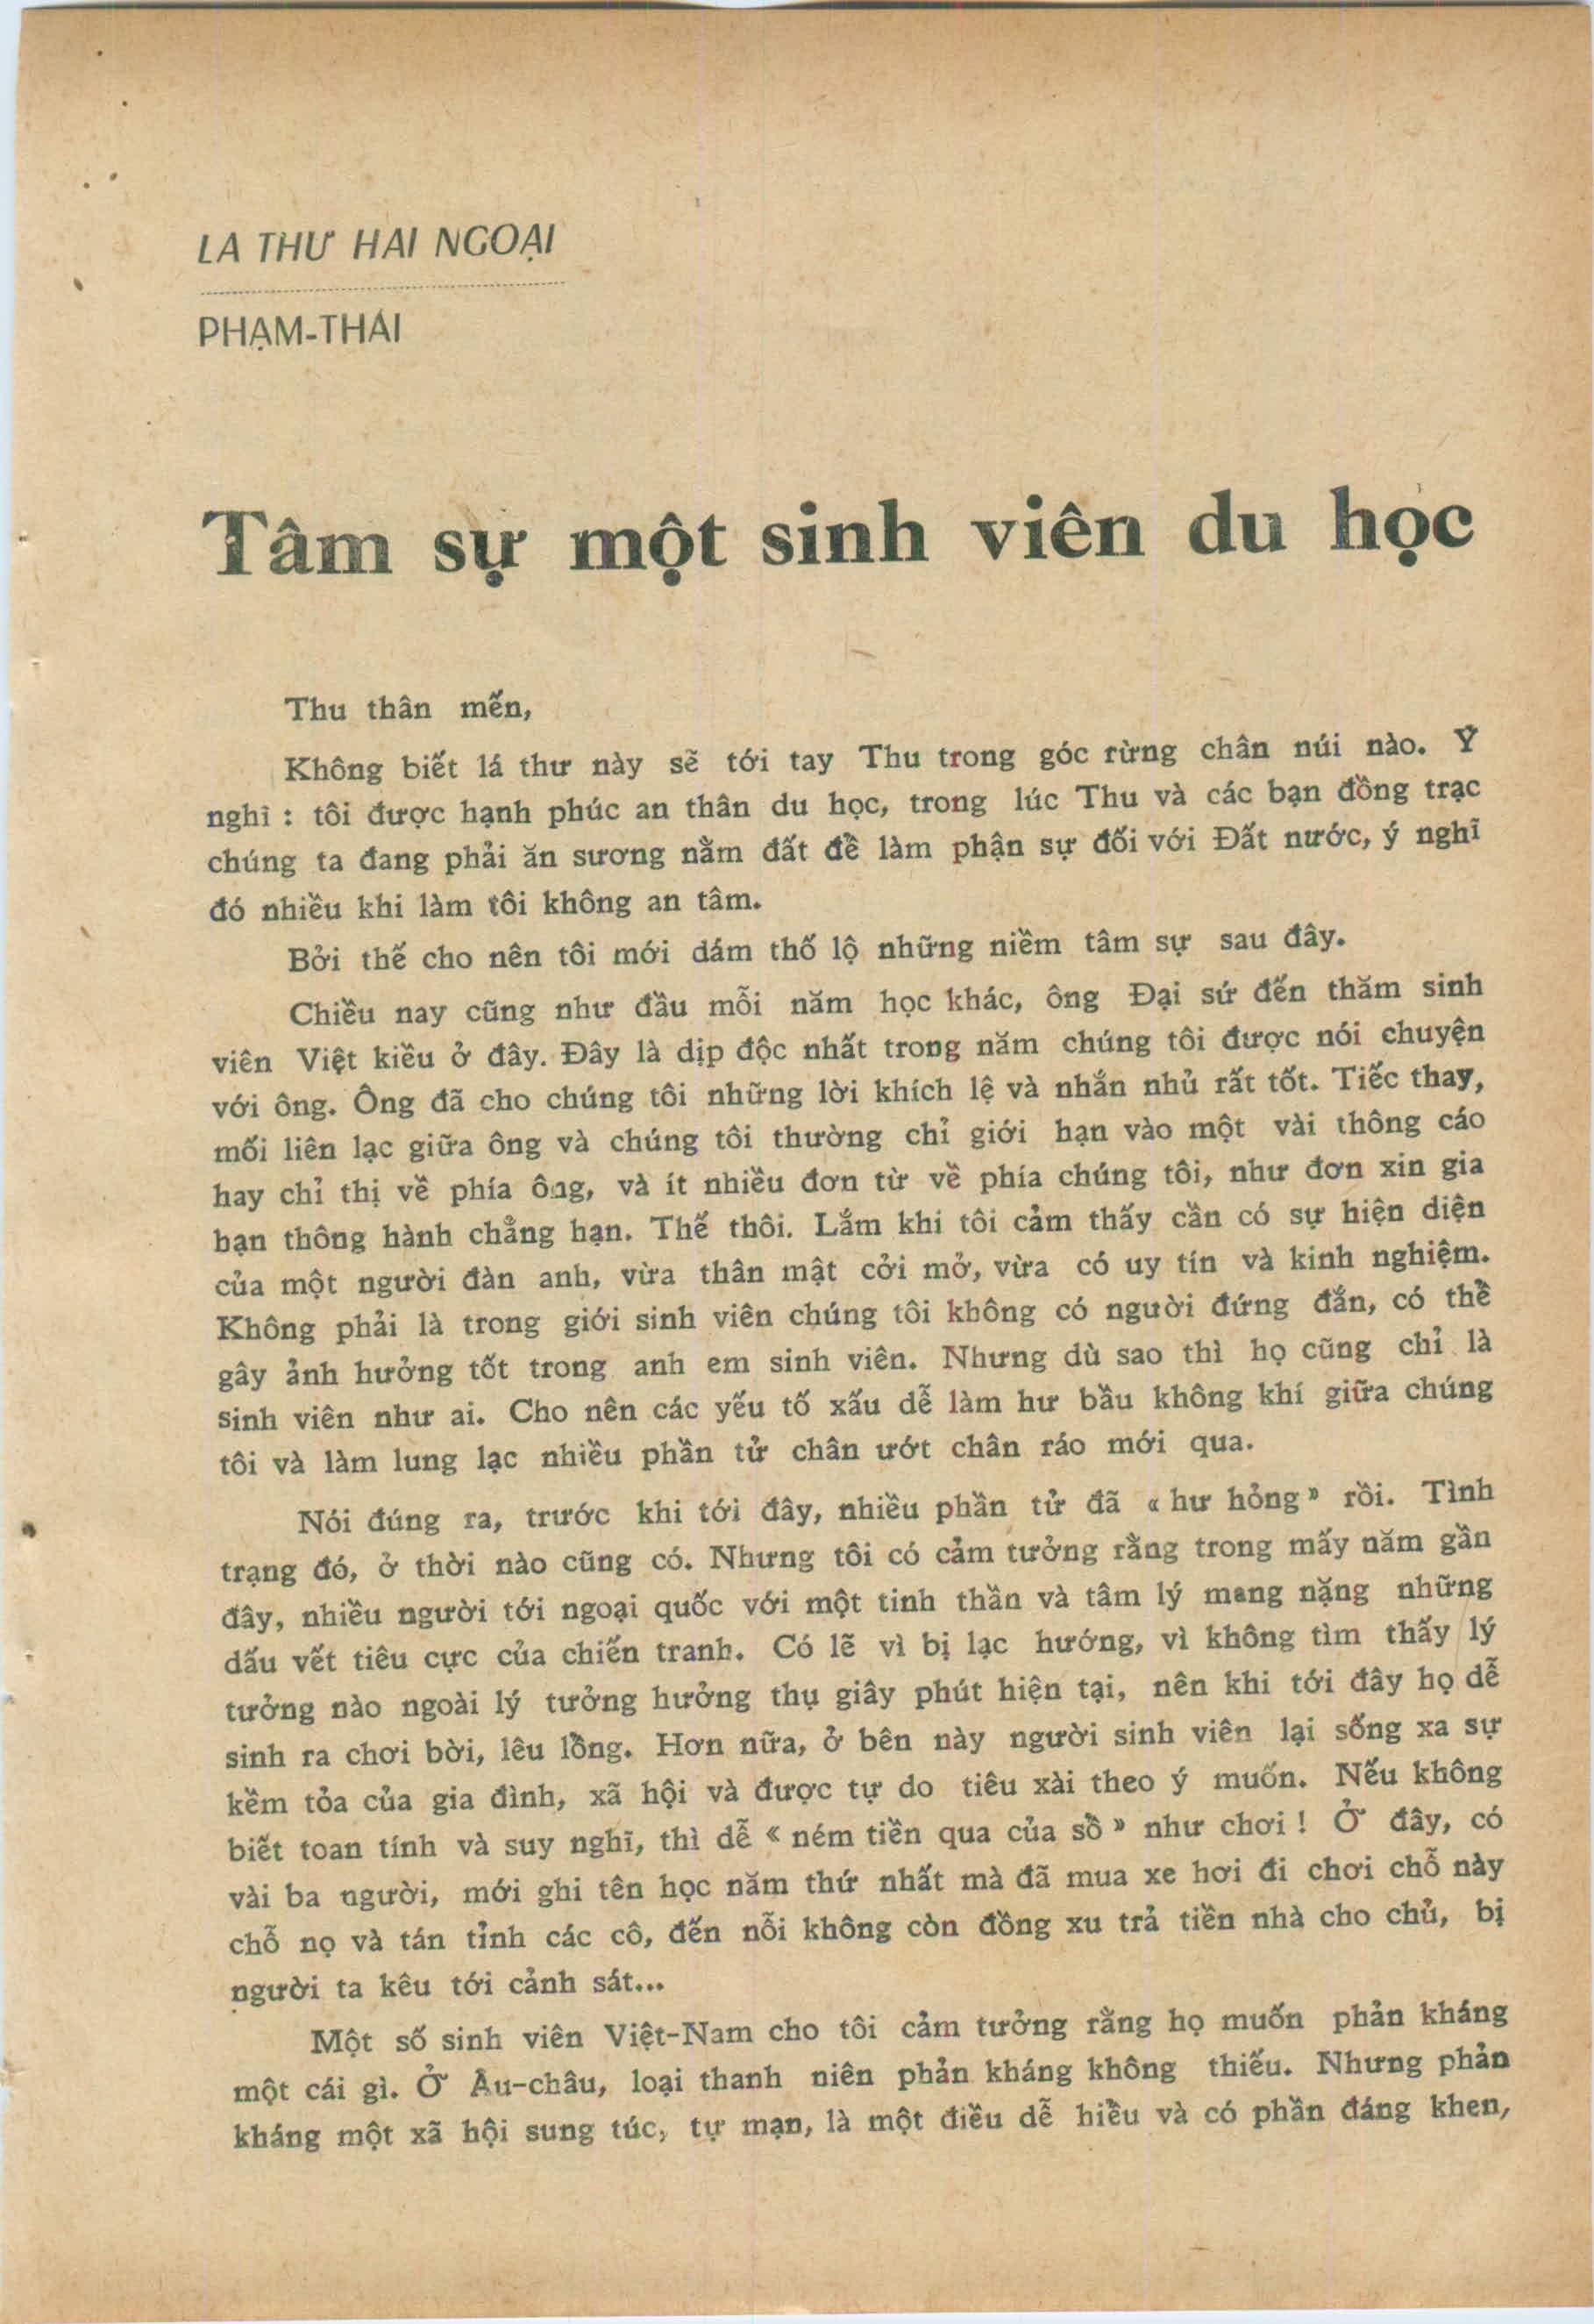 LA THƯ HAI NGOẠI
PHẠM-THÁI
Tâm sự một sinh viên du học
Thu thân mến,
Không biết lá thư này sẽ tới tay Thu trong góc rừng chân núi nào. Ý
nghĩ : tôi được hạnh phúc an thân du học, trong lúc Thu và các bạn đồng trạc
chúng ta đang phải ăn sương nằm đất để làm phận sự đối với Đất nước, ý nghĩ
đó nhiều khi làm tôi không an tâm.
Bởi thế cho nên tôi mới dám thố lộ những niềm tâm sự sau đây.
Chiều nay cũng như đầu mỗi năm học khác, ông Đại sứ đến thăm sinh
viên Việt kiều ở đây. Đây là dịp độc nhất trong năm chúng tôi được nói chuyện
với ông. Ông đã cho chúng tôi những lời khích lệ và nhắn nhủ rất tốt. Tiếc thay,
mối liên lạc giữa ông và chúng tôi thường chỉ giới hạn vào một vài thông cáo
hay chỉ thị về phía ông, và ít nhiều đơn từ về phía chúng tôi, như đơn xin gia
hạn thông hành chẳng hạn. Thế thôi. Lắm khi tôi cảm thấy cần có sự hiện diện
của một người đàn anh, vừa thân mật cởi mở, vừa có uy tín và kinh nghiệm.
Không phải là trong giới sinh viên chúng tôi không có người đứng đắn, có thể
gây ảnh hưởng tốt trong anh em sinh viên. Nhưng dù sao thì họ cũng chỉ là
sinh viên như ai. Cho nên các yếu tố xấu dễ làm hư bầu không khí giữa chúng
tôi và làm lung lạc nhiều phần tử chân ướt chân ráo mới qua.
Nói đúng ra, trước khi tới đây, nhiều phần tử đã « hư hỏng » rồi. Tình
trạng đó, ở thời nào cũng có. Nhưng tôi có cảm tưởng rằng trong mấy năm gần
đây, nhiều người tới ngoại quốc với một tinh thần và tâm lý mang nặng những
dấu vết tiêu cực của chiến tranh. Có lẽ vì bị lạc hướng, vì không tìm thấy lý
tưởng nào ngoài lý tưởng hưởng thụ giây phút hiện tại, nên khi tới đây họ dễ
sinh ra chơi bời, lêu lổng. Hơn nữa, ở bên này người sinh viên lại sống xa sự
kềm tỏa của gia đình, xã hội và được tự do tiêu xài theo ý muốn. Nếu không
biết toan tính và suy nghĩ, thì dễ « ném tiền qua của sổ » như chơi ! Ở đây, có
vài ba người, mới ghi tên học năm thứ nhất mà đã mua xe hơi đi chơi chỗ này
chỗ nọ và tán tỉnh các cô, đến nỗi không còn đồng xu trả tiền nhà cho chủ, bị
người ta kêu tới cảnh sát...
Một số sinh viên Việt-Nam cho tôi cảm tưởng rằng họ muốn phản kháng
một cái gì. Ở Âu-châu, loại thanh niên phản kháng không thiếu. Nhưng phản
kháng một xã hội sung túc, tự mạn, là một điều dễ hiểu và có phần đáng khen,